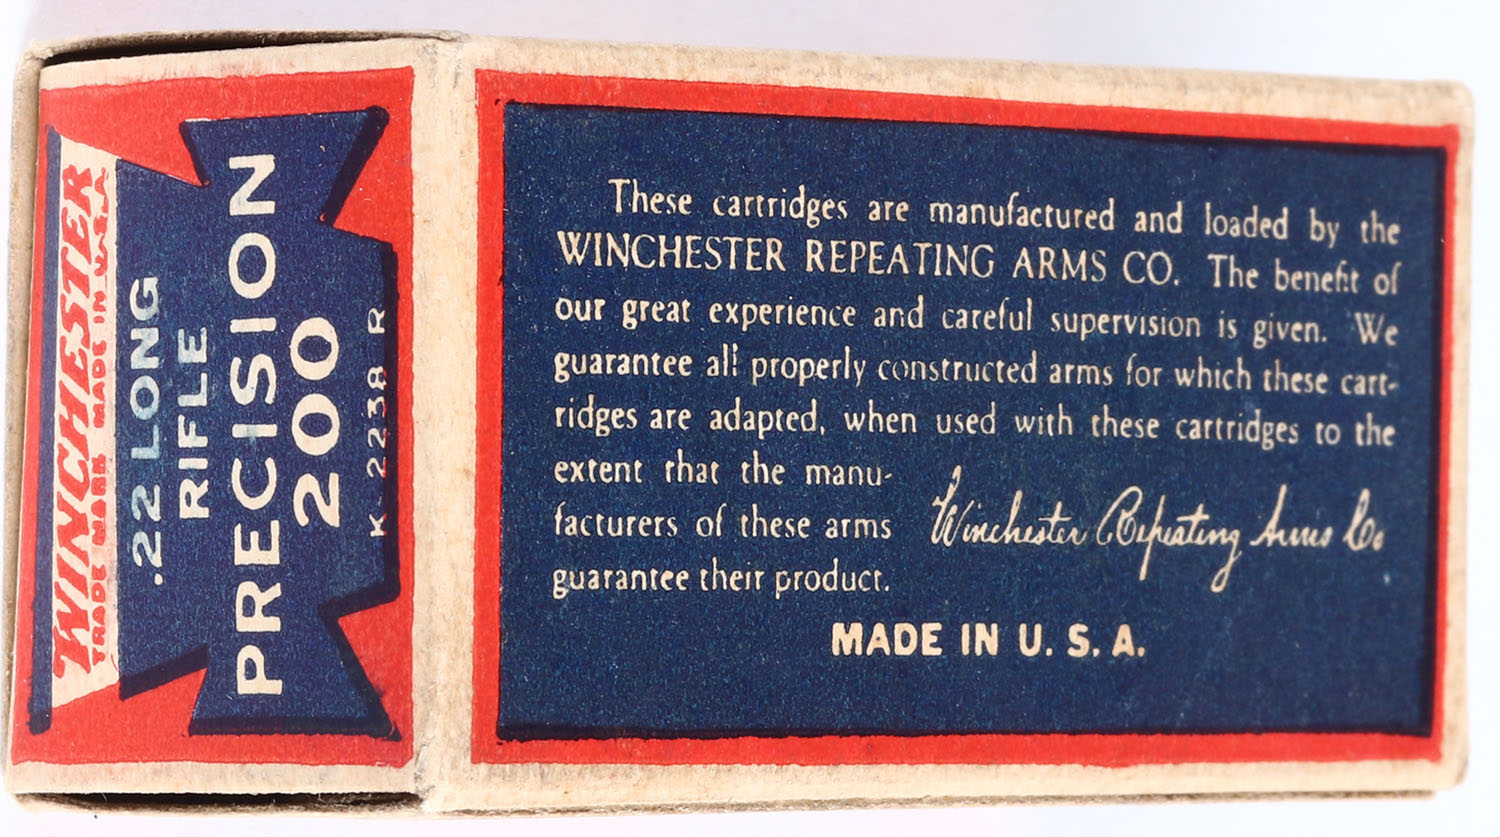 WINCHESTER
TRADE MARK MADE IN U.S.A.
.22 LONG
RIFLE
PRECISION
200
K 2238 R
These cartridges are manufactured and loaded by the
WINCHESTER REPEATING ARMS CO. The benefit of
our great experience and careful supervision is given. We
guarantee all properly constructed arms for which these cart-
ridges are adapted, when used with these cartridges to the
extent that the manu-
facturers of these arms
guarantee their product.
Winchester Repeating Arms Co.
MADE IN U. S. A.